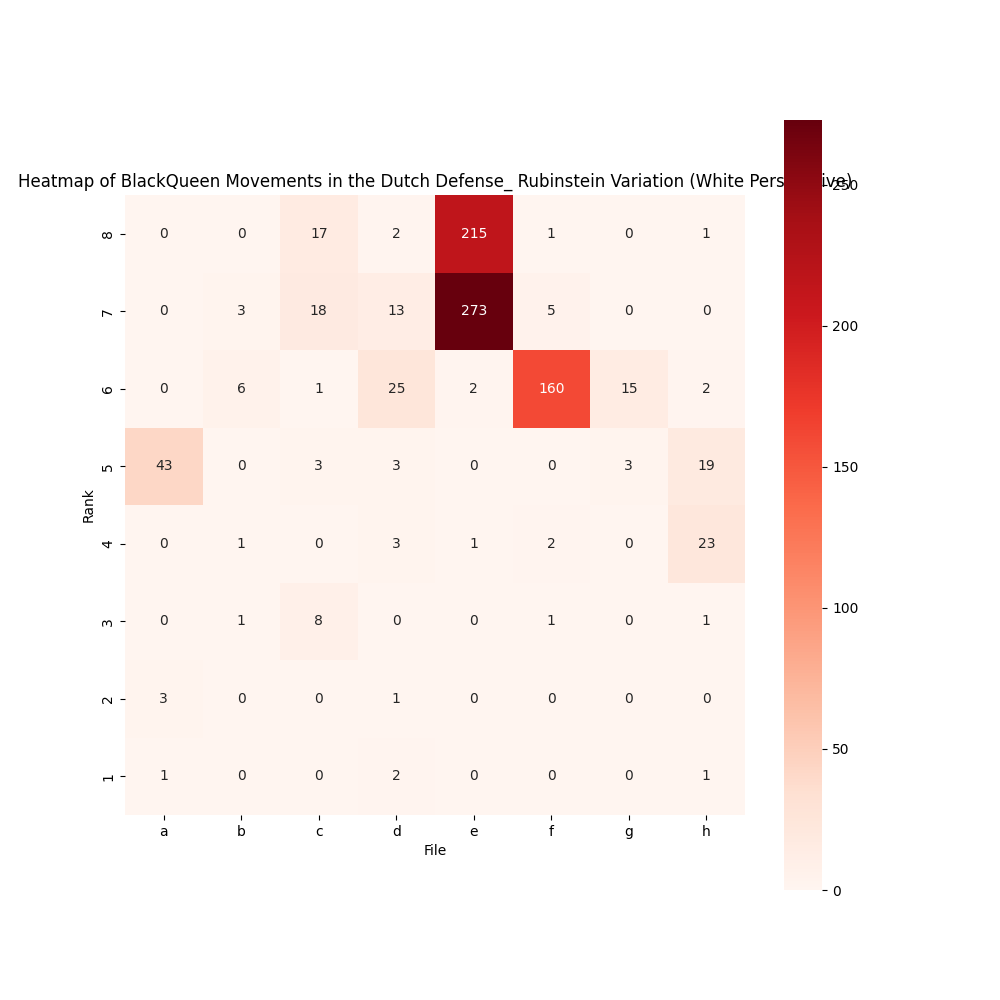 Heatmap of BlackQueen Movements in the Dutch Defense_ Rubinstein Variation (White Perspective)
250
8 0 0 17 2 215 1 0 1
7 0 3 18 13 273 5 0 0
200
6 0 6 1 25 2 160 15 2
5 43 0 3 3 0 0 3 19
150
Rank
4 0 1 0 3 1 2 0 23
100
3 0 1 8 0 0 1 0 1
2 3 0 0 1 0 0 0 0
50
1 1 0 0 2 0 0 0 1
a b c d e f g h
File
0